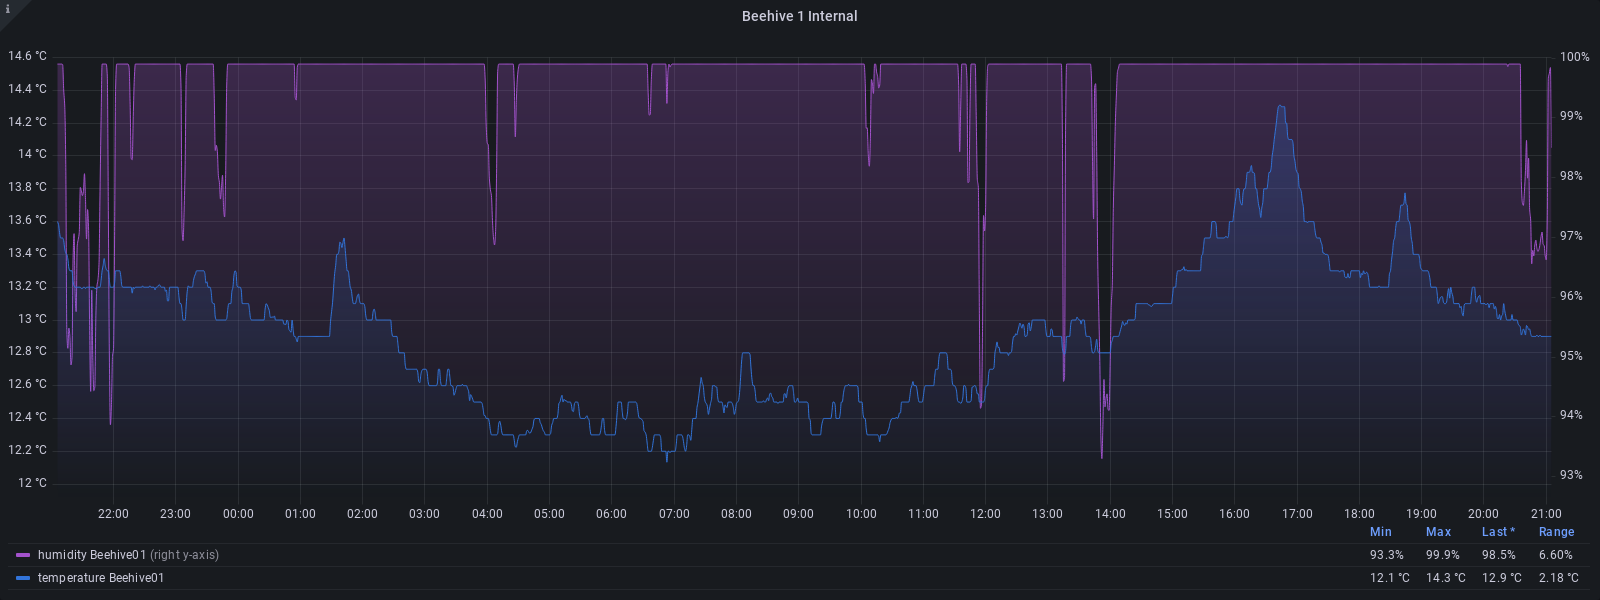 i
Beehive 1 Internal
14.6 °C
14.4 °C
14.2 °C
14 °C
13.8 °C
13.6 °C
13.4 °C
13.2 °C
13 °C
12.8 °C
12.6 °C
12.4 °C
12.2 °C
12 °C
100%
99%
98%
97%
96%
95%
94%
93%
22:00 23:00 00:00 01:00 02:00 03:00 04:00 05:00 06:00 07:00 08:00 09:00 10:00 11:00 12:00 13:00 14:00 15:00 16:00 17:00 18:00 19:00 20:00 21:00
Min Max Last * Range
humidity Beehive01 (right y-axis) 93.3% 99.9% 98.5% 6.60%
temperature Beehive01 12.1 °C 14.3 °C 12.9 °C 2.18 °C